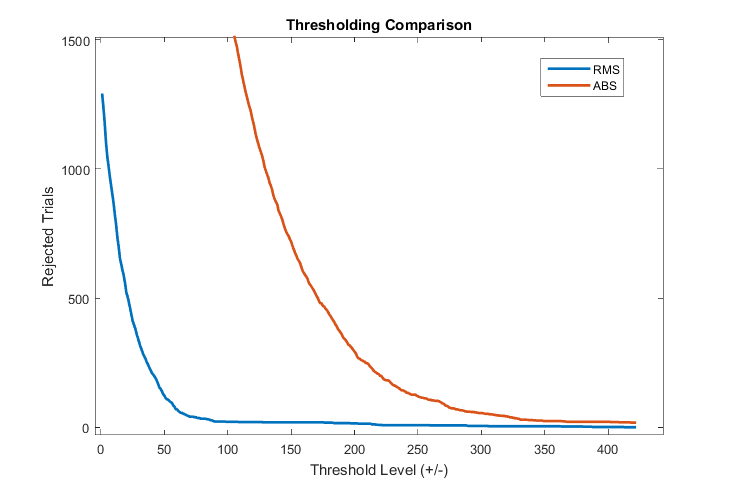 Thresholding Comparison
1500
1000
500
0
Rejected Trials
RMS
ABS
0 50 100 150 200 250 300 350 400
Threshold Level (+/-)